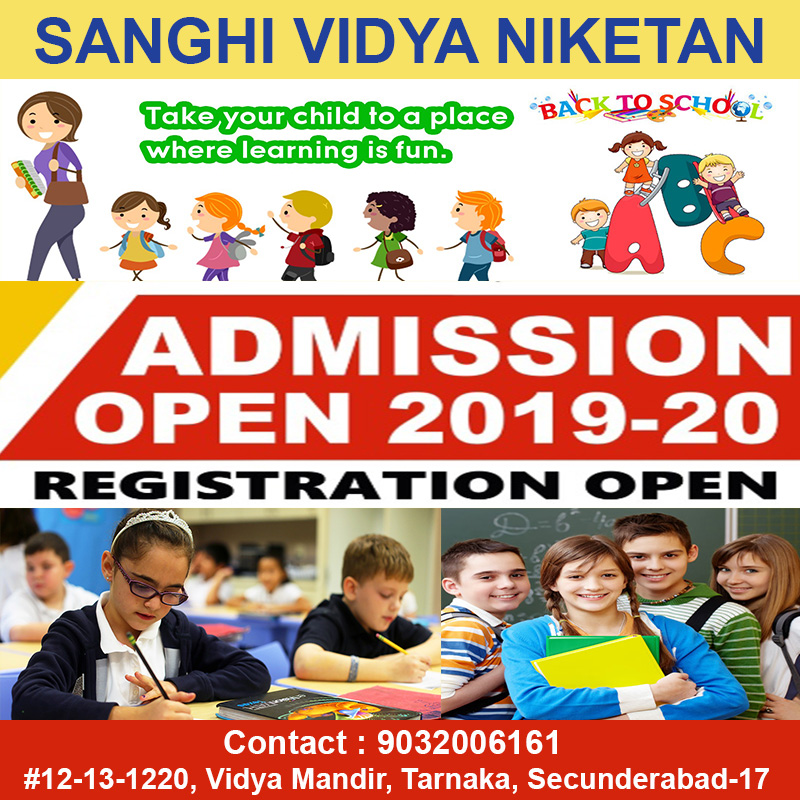 SANGHI VIDYA NIKETAN
Take your child to a place
where learning is fun.
BACK TO SCHOOL
ABC
ADMISSION
OPEN 2019-20
REGISTRATION OPEN
Contact : 9032006161
#12-13-1220, Vidya Mandir, Tarnaka, Secunderabad-17